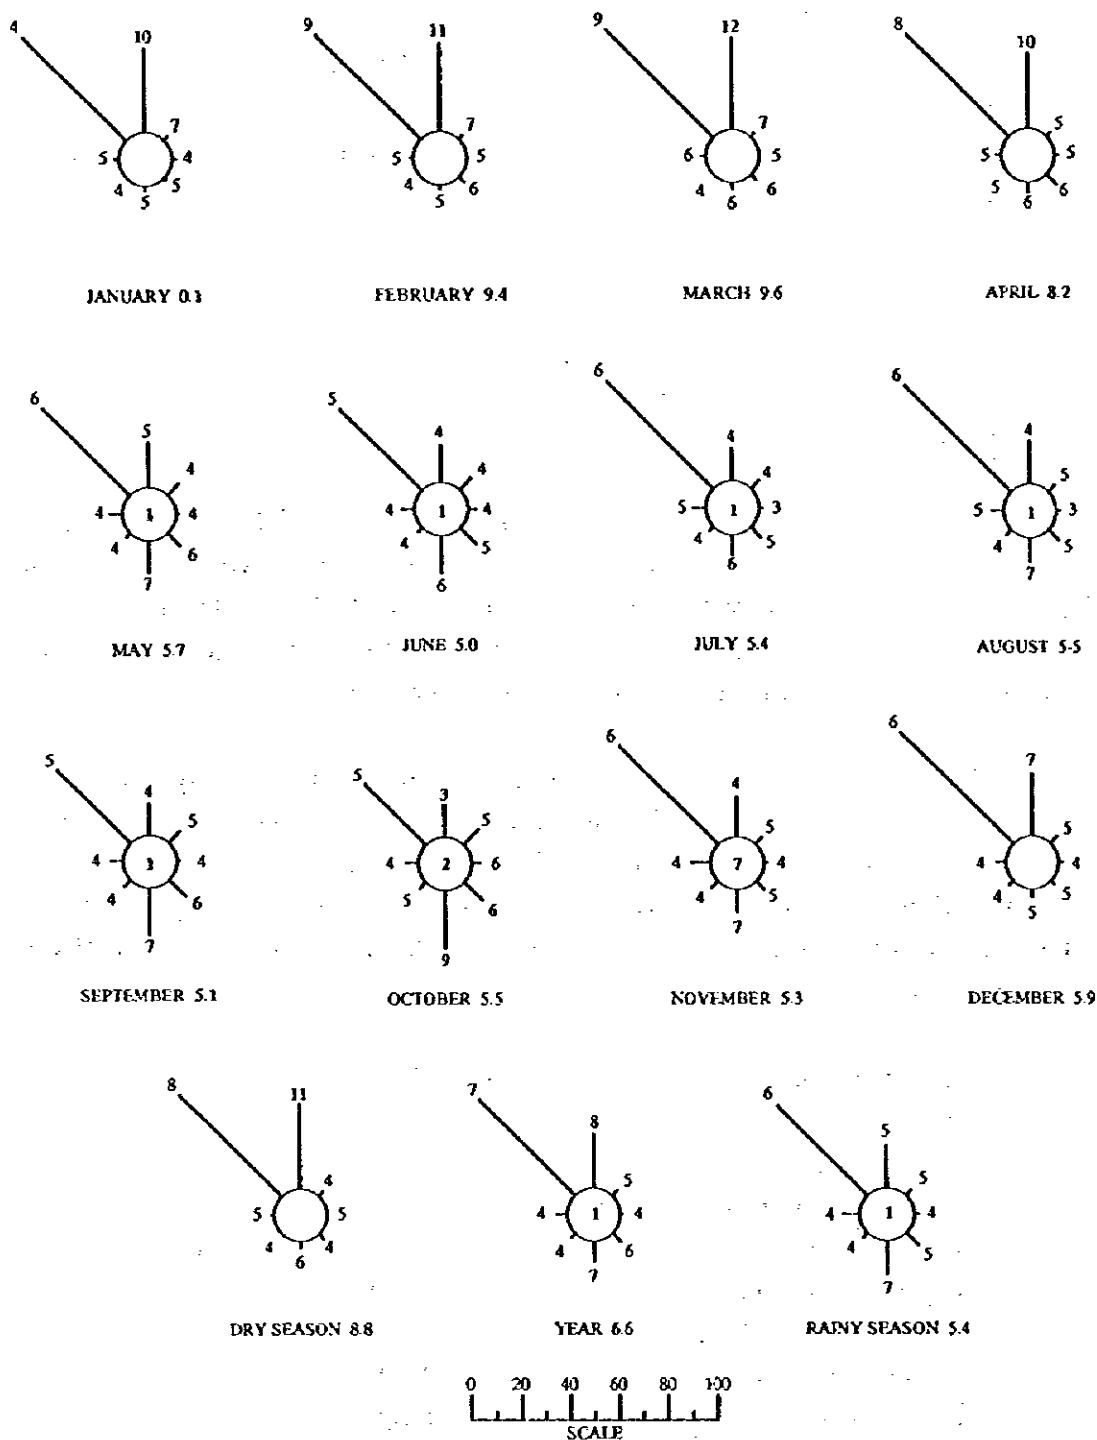 4 10 9 11 9 12 8 10
7 7 7 5
5 4 5 5 6 5 5 5
4 5 4 6 4 6 5 6
5 5 6 6
JANUARY 0.1 FEBRUARY 9.4 MARCH 9.6 APRIL 8.2
6 5 6 6
5 4 4 4
4 4 4 5
4 4 4 1 4 5 1 3 5 1 3
4 6 4 5 4 5 4 5
7 6 6 7
MAY 5.7 JUNE 5.0 JULY 5.4 AUGUST 5.5
5 5 6 6
4 3 4 7
5 5 5 5
4 4 4 2 6 4 7 4 4 4
4 6 5 6 4 5 4 5
7 9 7 5
SEPTEMBER 5.1 OCTOBER 5.5 NOVEMBER 5.3 DECEMBER 5.9
8 11 7 8 6 5
4 5 5
5 5 4 1 4 4 1 4
4 4 4 6 4 5
6 7 7
DRY SEASON 8.8 YEAR 6.6 RAINY SEASON 5.4
0 20 40 60 80 100
SCALE